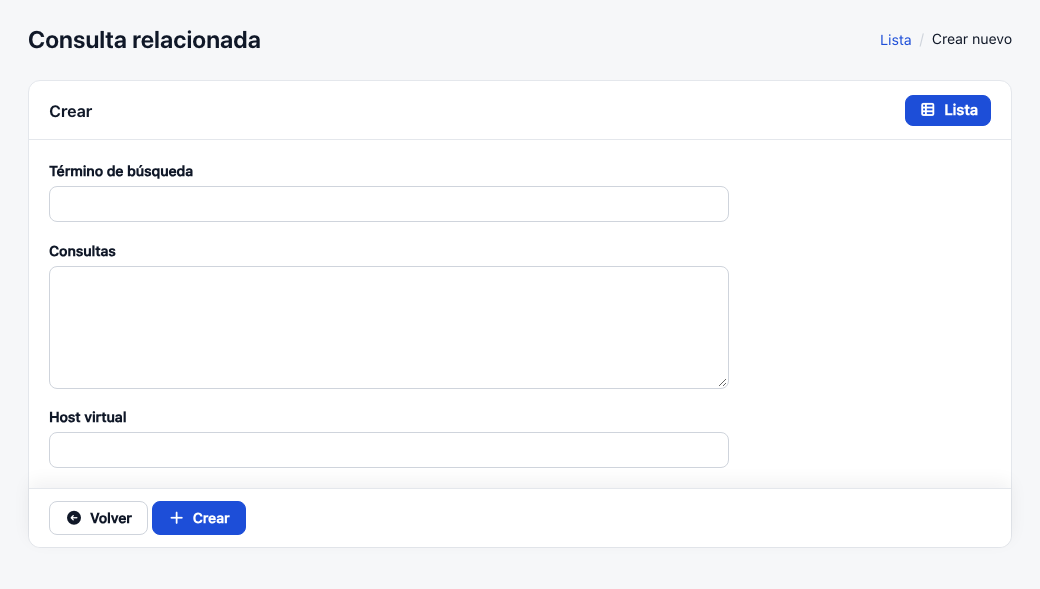 Consulta relacionada
Lista / Crear nuevo
Crear
Lista
Término de búsqueda
Consultas
Host virtual
Volver
Crear